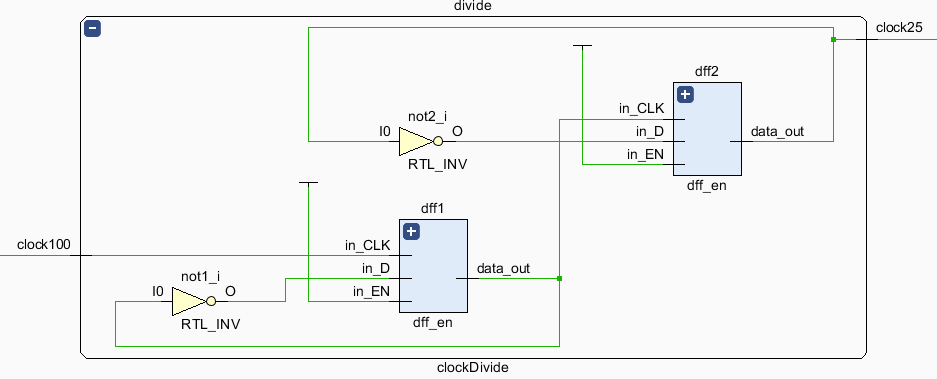 divide
clock25
dff2
in_CLK
not2_i
I0 O in_D data_out
RTL_INV in_EN
dff_en
dff1
clock100 in_CLK
in_D data_out
not1_i
I0 O in_EN
RTL_INV dff_en
clockDivide